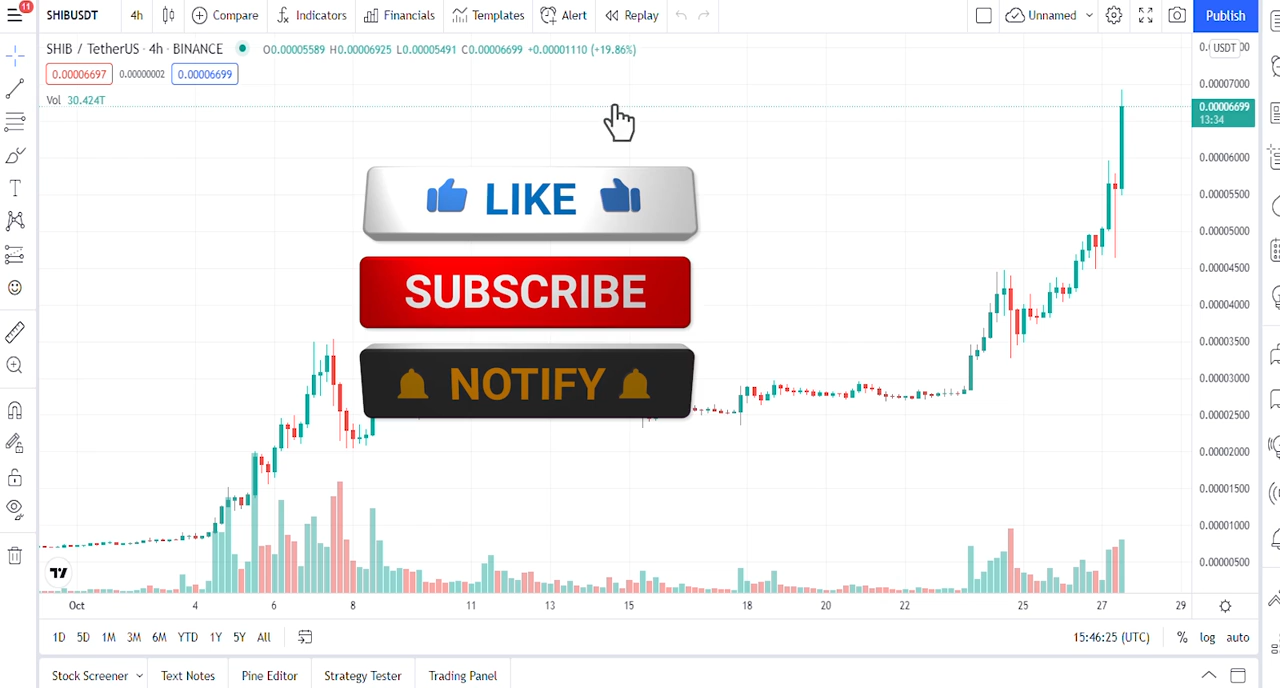 11
SHIBUSDT 4h Compare Indicators Financials Templates Alert Replay Unnamed Publish
SHIB / TetherUS · 4h · BINANCE O0.00005589 H0.00006925 L0.00005491 C0.00006699 +0.00001110 (+19.86%)
USDT
0.00006697 0.00000002 0.00006699
Vol 30.424T
0.00007000
0.00006699
13:34
0.00006000
0.00005500
0.00005000
0.00004500
0.00004000
0.00003500
0.00003000
0.00002500
0.00002000
0.00001500
0.00001000
0.00000500
LIKE
SUBSCRIBE
NOTIFY
Oct 4 6 8 11 13 15 18 20 22 25 27 29
1D 5D 1M 3M 6M YTD 1Y 5Y All 15:46:25 (UTC) % log auto
Stock Screener Text Notes Pine Editor Strategy Tester Trading Panel